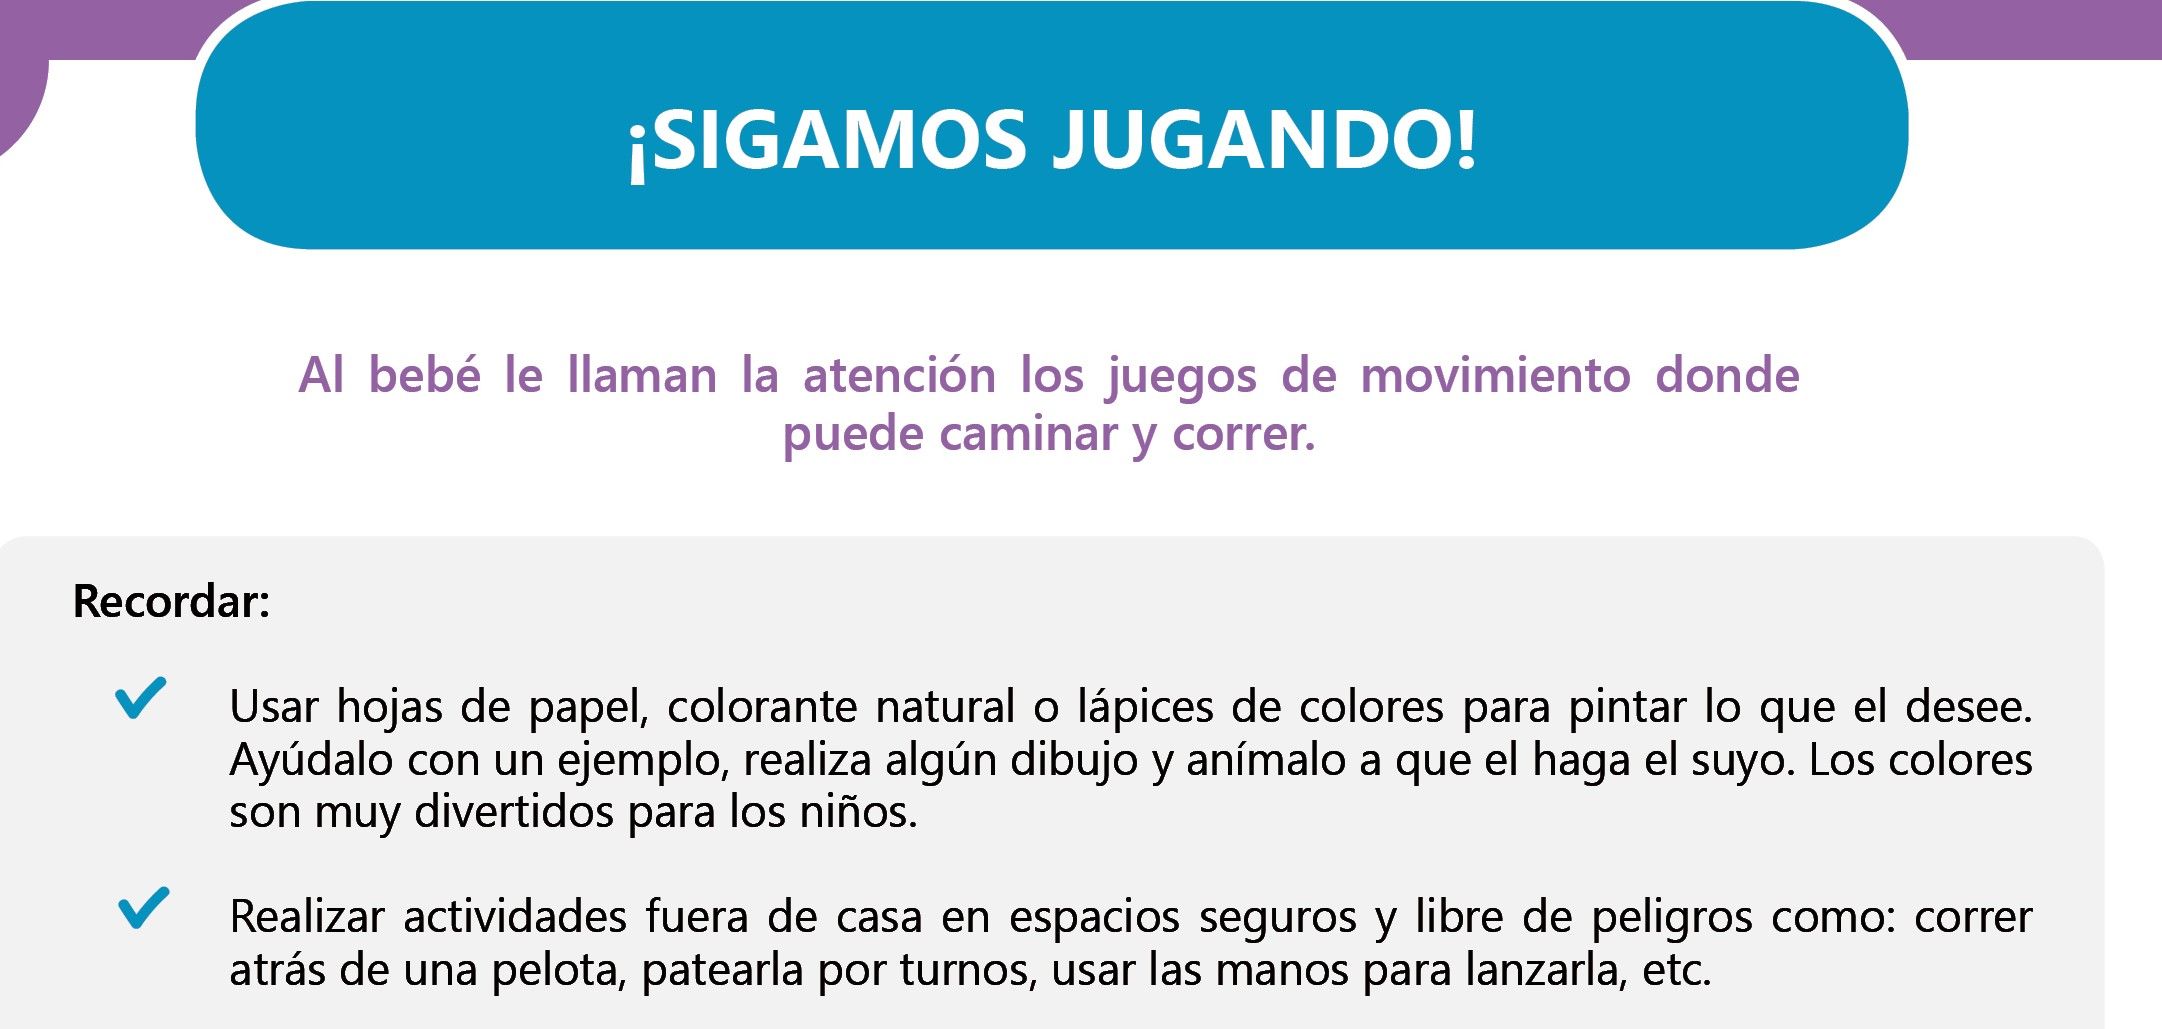 ¡SIGAMOS JUGANDO!
Al bebé le llaman la atención los juegos de movimiento donde
puede caminar y correr.
Recordar:
Usar hojas de papel, colorante natural o lápices de colores para pintar lo que el desee.
Ayúdalo con un ejemplo, realiza algún dibujo y anímalo a que el haga el suyo. Los colores
son muy divertidos para los niños.
Realizar actividades fuera de casa en espacios seguros y libre de peligros como: correr
atrás de una pelota, patearla por turnos, usar las manos para lanzarla, etc.